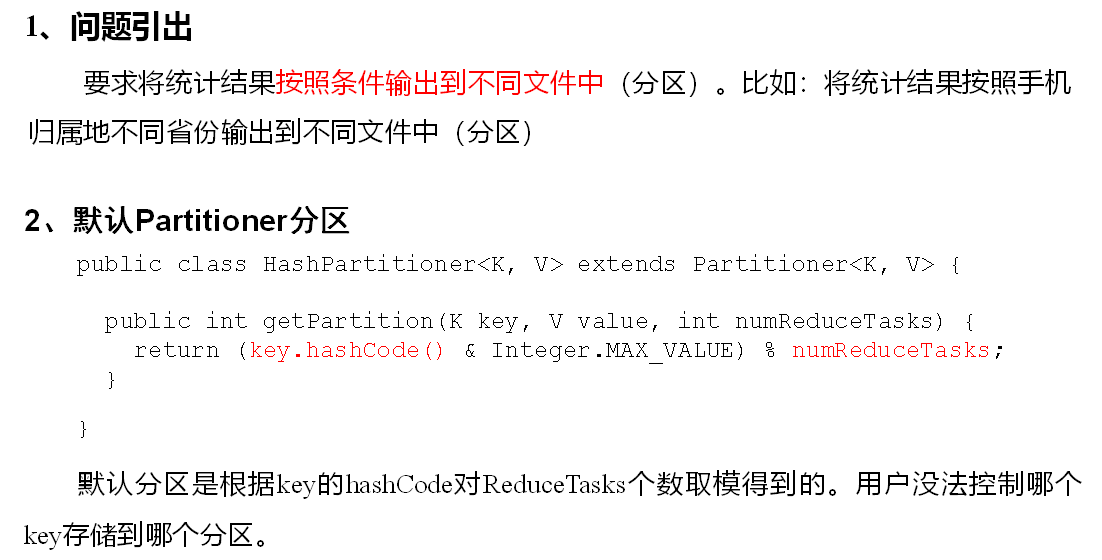 1、问题引出
要求将统计结果按照条件输出到不同文件中（分区）。比如：将统计结果按照手机
归属地不同省份输出到不同文件中（分区）
2、默认Partitioner分区
public class HashPartitioner<K, V> extends Partitioner<K, V> {
public int getPartition(K key, V value, int numReduceTasks) {
return (key.hashCode() & Integer.MAX_VALUE) % numReduceTasks;
}
}
默认分区是根据key的hashCode对ReduceTasks个数取模得到的。用户没法控制哪个
key存储到哪个分区。